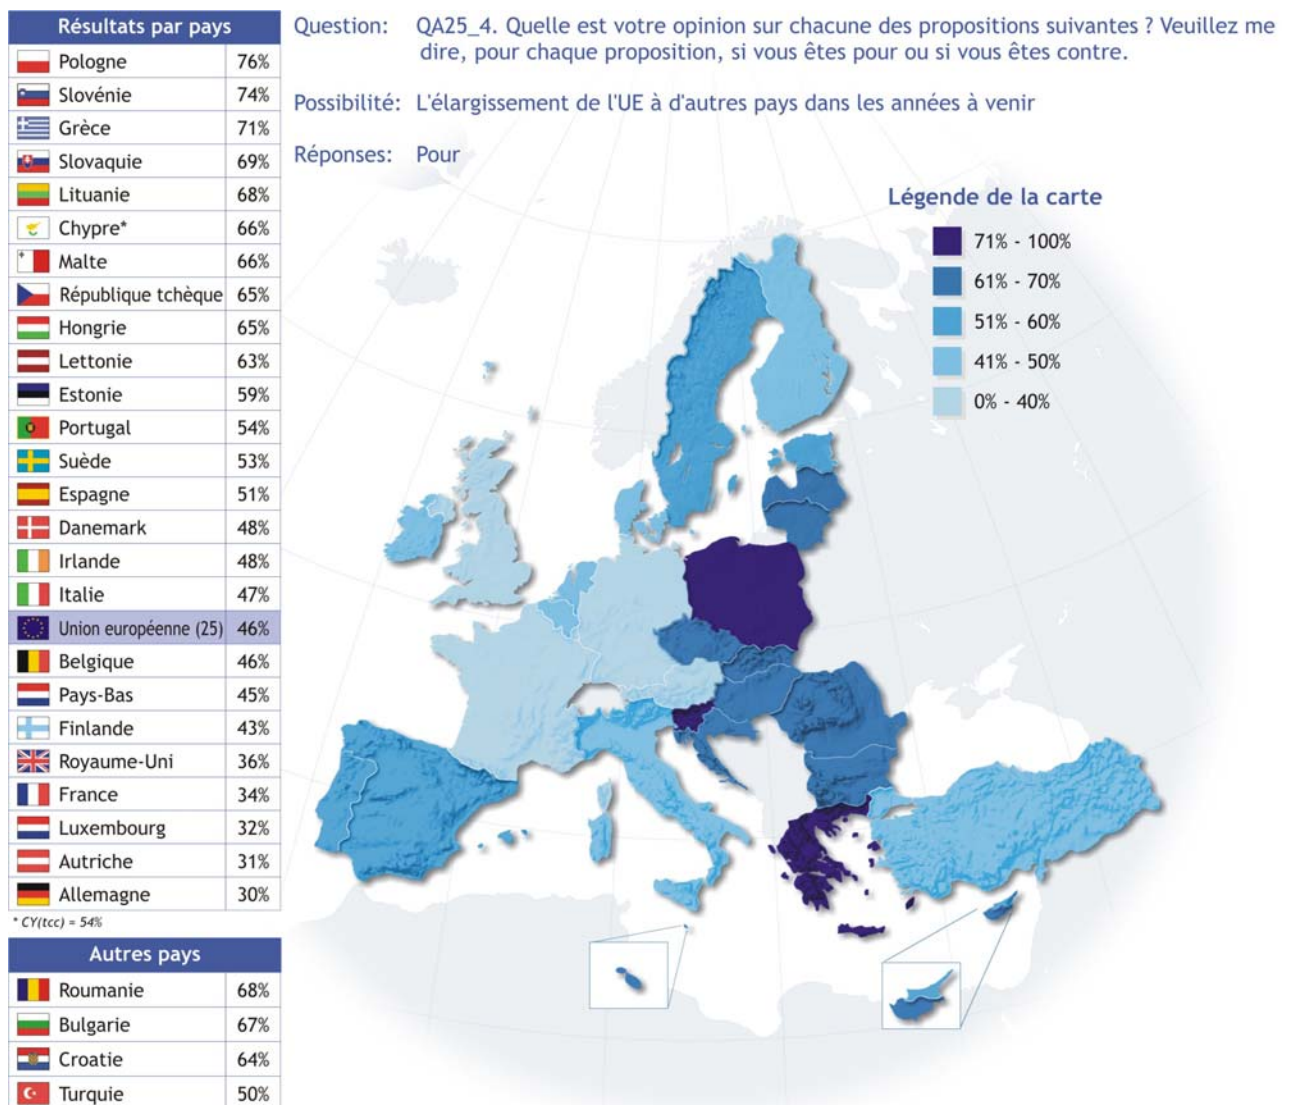 Résultats par pays
Pologne 76%
Slovénie 74%
Grèce 71%
Slovaquie 69%
Lituanie 68%
Chypre* 66%
Malte 66%
République tchèque 65%
Hongrie 65%
Lettonie 63%
Estonie 59%
Portugal 54%
Suède 53%
Espagne 51%
Danemark 48%
Irlande 48%
Italie 47%
Union européenne (25) 46%
Belgique 46%
Pays-Bas 45%
Finlande 43%
Royaume-Uni 36%
France 34%
Luxembourg 32%
Autriche 31%
Allemagne 30%
* CY(tcc) = 54%
Autres pays
Roumanie 68%
Bulgarie 67%
Croatie 64%
Turquie 50%
Question: QA25_4. Quelle est votre opinion sur chacune des propositions suivantes ? Veuillez me
dire, pour chaque proposition, si vous êtes pour ou si vous êtes contre.
Possibilité: L'élargissement de l'UE à d'autres pays dans les années à venir
Réponses: Pour
Légende de la carte
71% - 100%
61% - 70%
51% - 60%
41% - 50%
0% - 40%